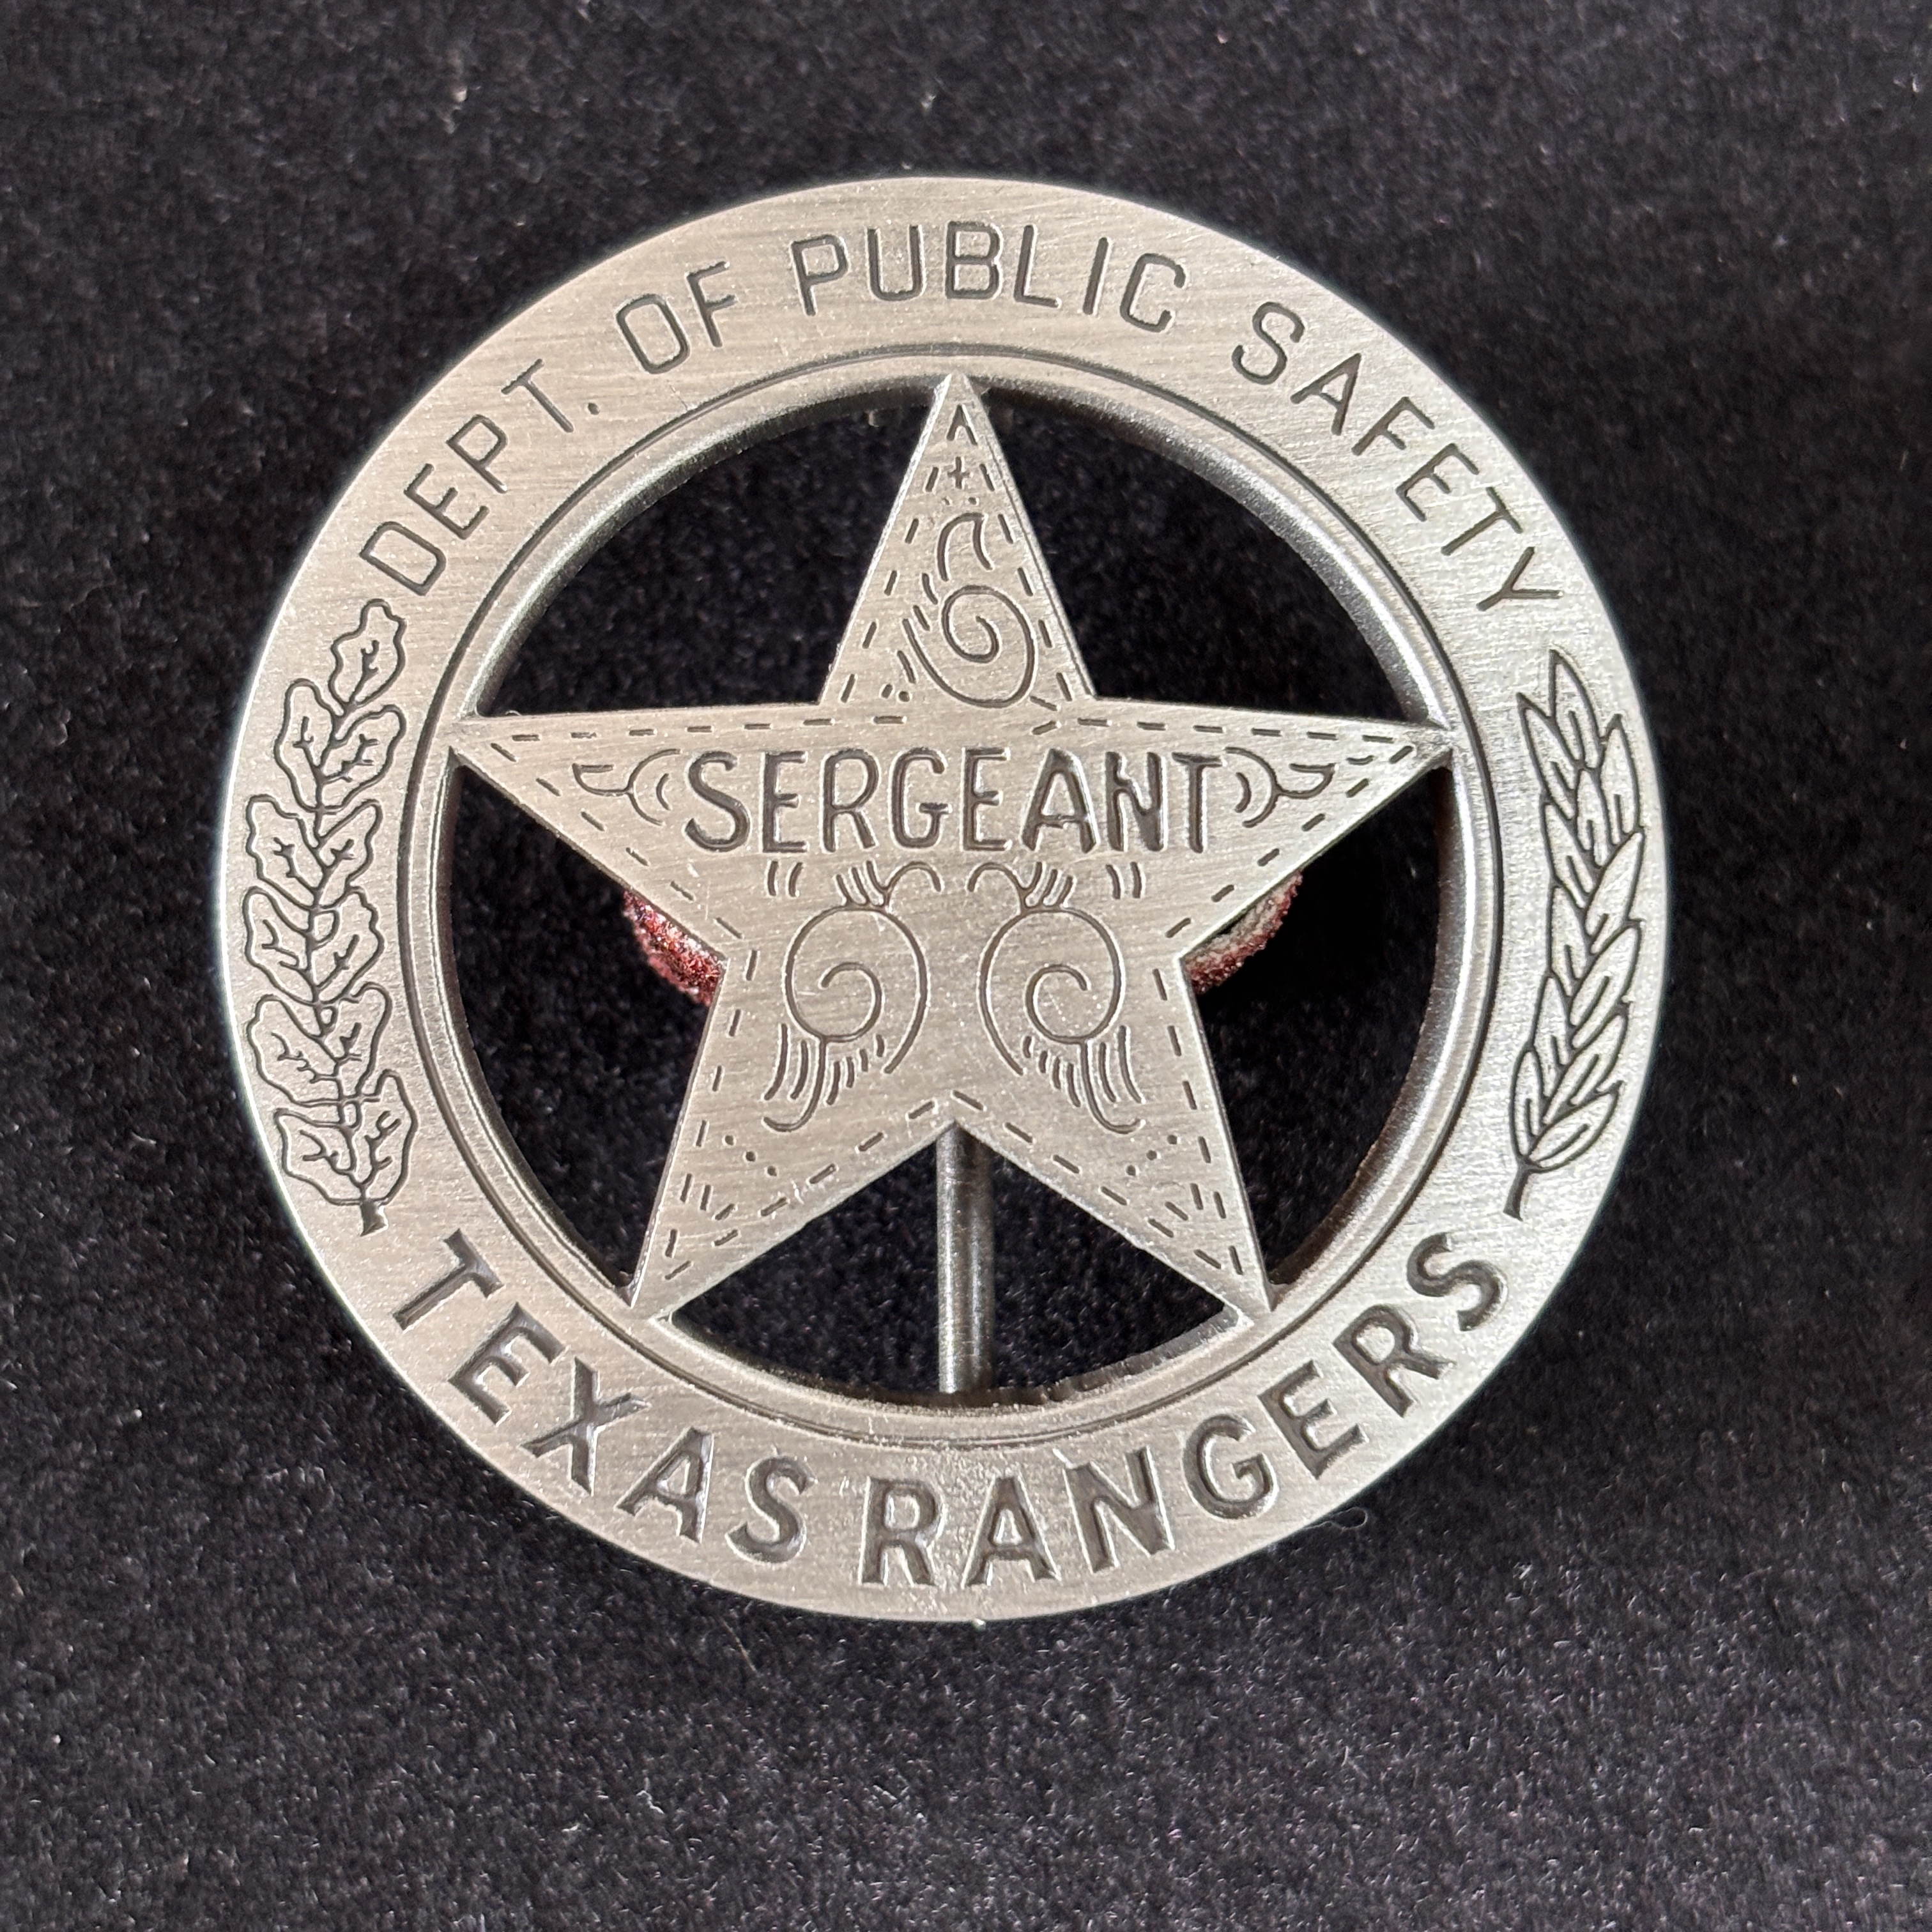 DEPT. OF PUBLIC SAFETY
SERGEANT
TEXAS RANGERS